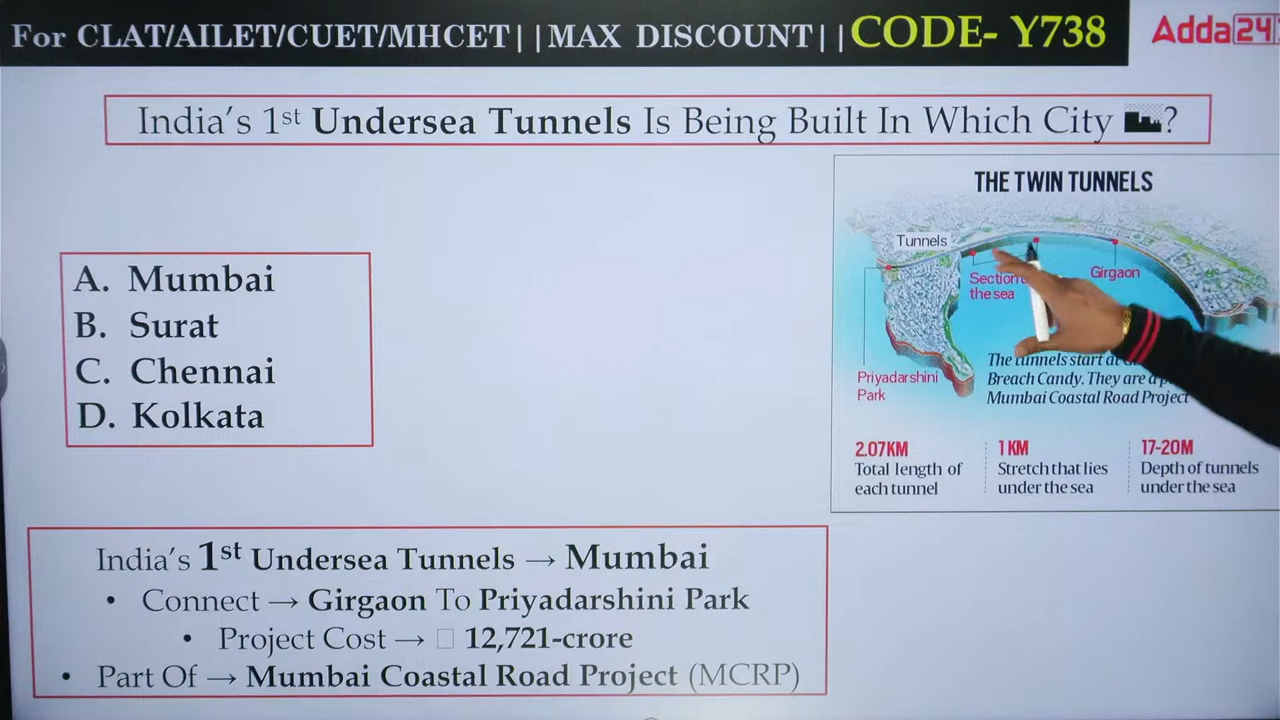 For CLAT/AILET/CUET/MHCET||MAX DISCOUNT||CODE- Y738
Adda24
India's 1st Undersea Tunnels Is Being Built In Which City ?
A. Mumbai
B. Surat
C. Chennai
D. Kolkata
THE TWIN TUNNELS
Tunnels
Section
the sea
Girgaon
Priyadarshini
Park
The tunnels start at
Breach Candy. They are a
Mumbai Coastal Road Project
2.07KM
Total length of
each tunnel
1 KM
Stretch that lies
under the sea
17-20M
Depth of tunnels
under the sea
India's 1st Undersea Tunnels → Mumbai
• Connect → Girgaon To Priyadarshini Park
• Project Cost → 12,721-crore
• Part Of → Mumbai Coastal Road Project (MCRP)